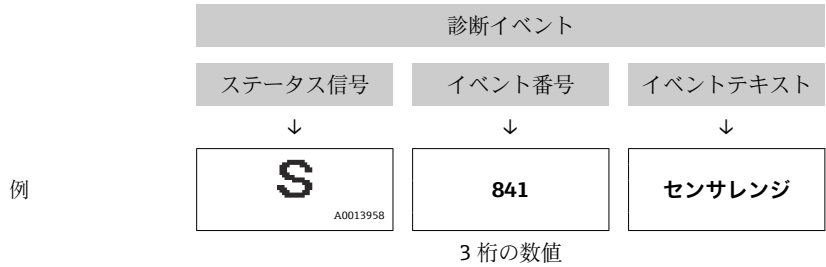 診断イベント
ステータス信号 イベント番号 イベントテキスト
↓ ↓ ↓
例 S 841 センサレンジ
A0013958
3 桁の数値